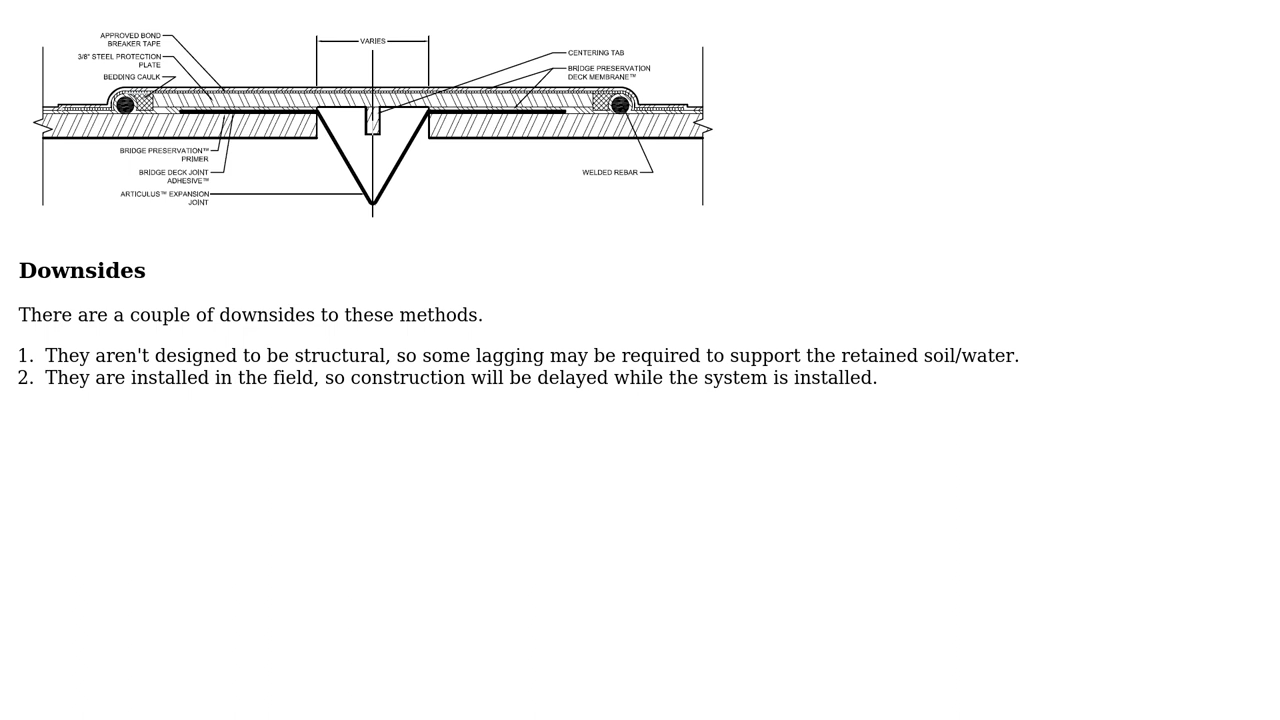 APPROVED BOND
BREAKER TAPE
3/8" STEEL PROTECTION
PLATE
BEDDING CAULK
VARIES
CENTERING TAB
BRIDGE PRESERVATION
DECK MEMBRANE™
BRIDGE PRESERVATION™
PRIMER
BRIDGE DECK JOINT
ADHESIVE™
ARTICULUS™ EXPANSION
JOINT
WELDED REBAR
Downsides
There are a couple of downsides to these methods.
1. They aren't designed to be structural, so some lagging may be required to support the retained soil/water.
2. They are installed in the field, so construction will be delayed while the system is installed.